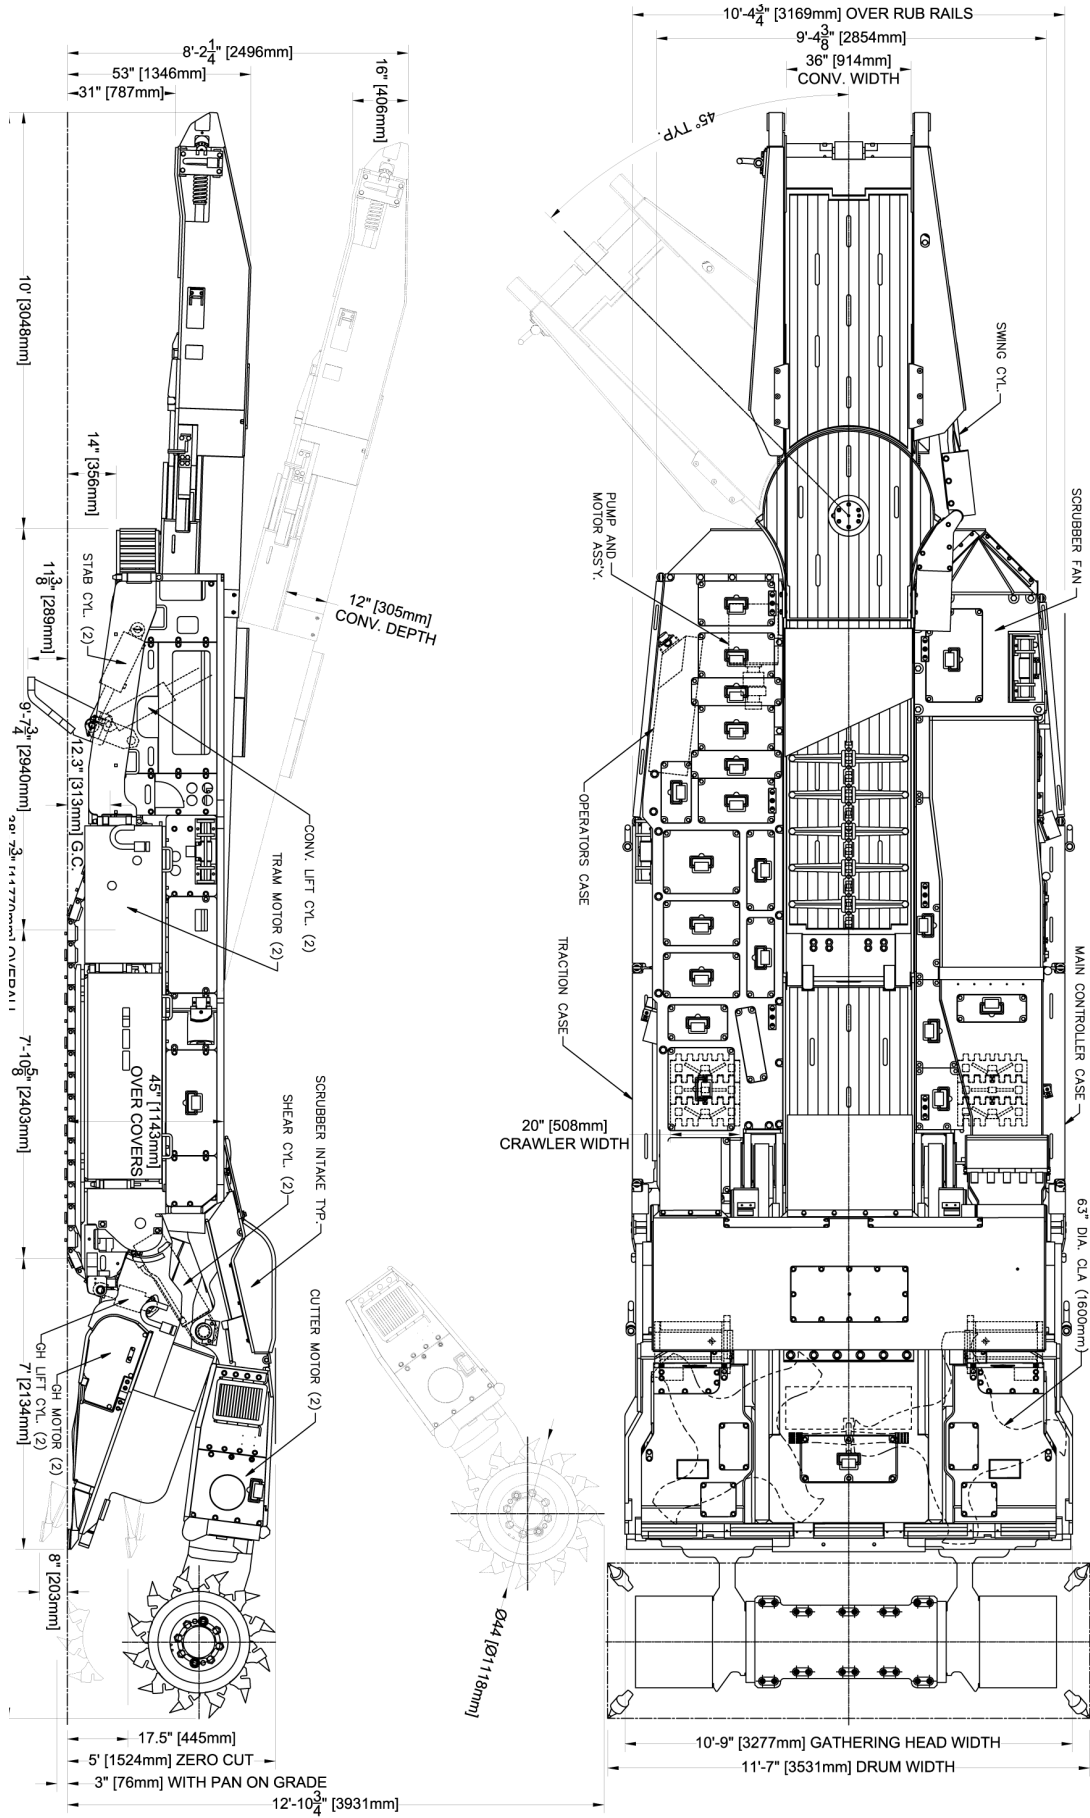 10'-4 3/4" [3169mm] OVER RUB RAILS
9'-4 3/8" [2854mm]
36" [914mm]
CONV. WIDTH
8'-2 1/4" [2496mm]
53" [1346mm]
31" [787mm]
16" [406mm]
45° TYP.
10' [3048mm]
SWING CYL.
14" [356mm]
SCRUBBER FAN
PUMP AND
MOTOR ASS'Y.
STAB CYL. (2)
11 3/8" [289mm]
12" [305mm]
CONV. DEPTH
9'-7 3/4" [2940mm]
12.3" [313mm] G.C.
OPERATORS CASE
CONV. LIFT CYL. (2)
TRAM MOTOR (2)
[11770mm] OVERALL
TRACTION CASE
MAIN CONTROLLER CASE
7'-10 5/8" [2403mm]
45" [1143mm]
OVER COVERS
SCRUBBER INTAKE TYP.
SHEAR CYL. (2)
20" [508mm]
CRAWLER WIDTH
63" DIA. CLA (1600mm)
CUTTER MOTOR (2)
GH LIFT CYL. (2)
GH MOTOR (2)
7' [2134mm]
8" [203mm]
Ø44 [Ø1118mm]
17.5" [445mm]
5' [1524mm] ZERO CUT
3" [76mm] WITH PAN ON GRADE
12'-10 3/4" [3931mm]
10'-9" [3277mm] GATHERING HEAD WIDTH
11'-7" [3531mm] DRUM WIDTH